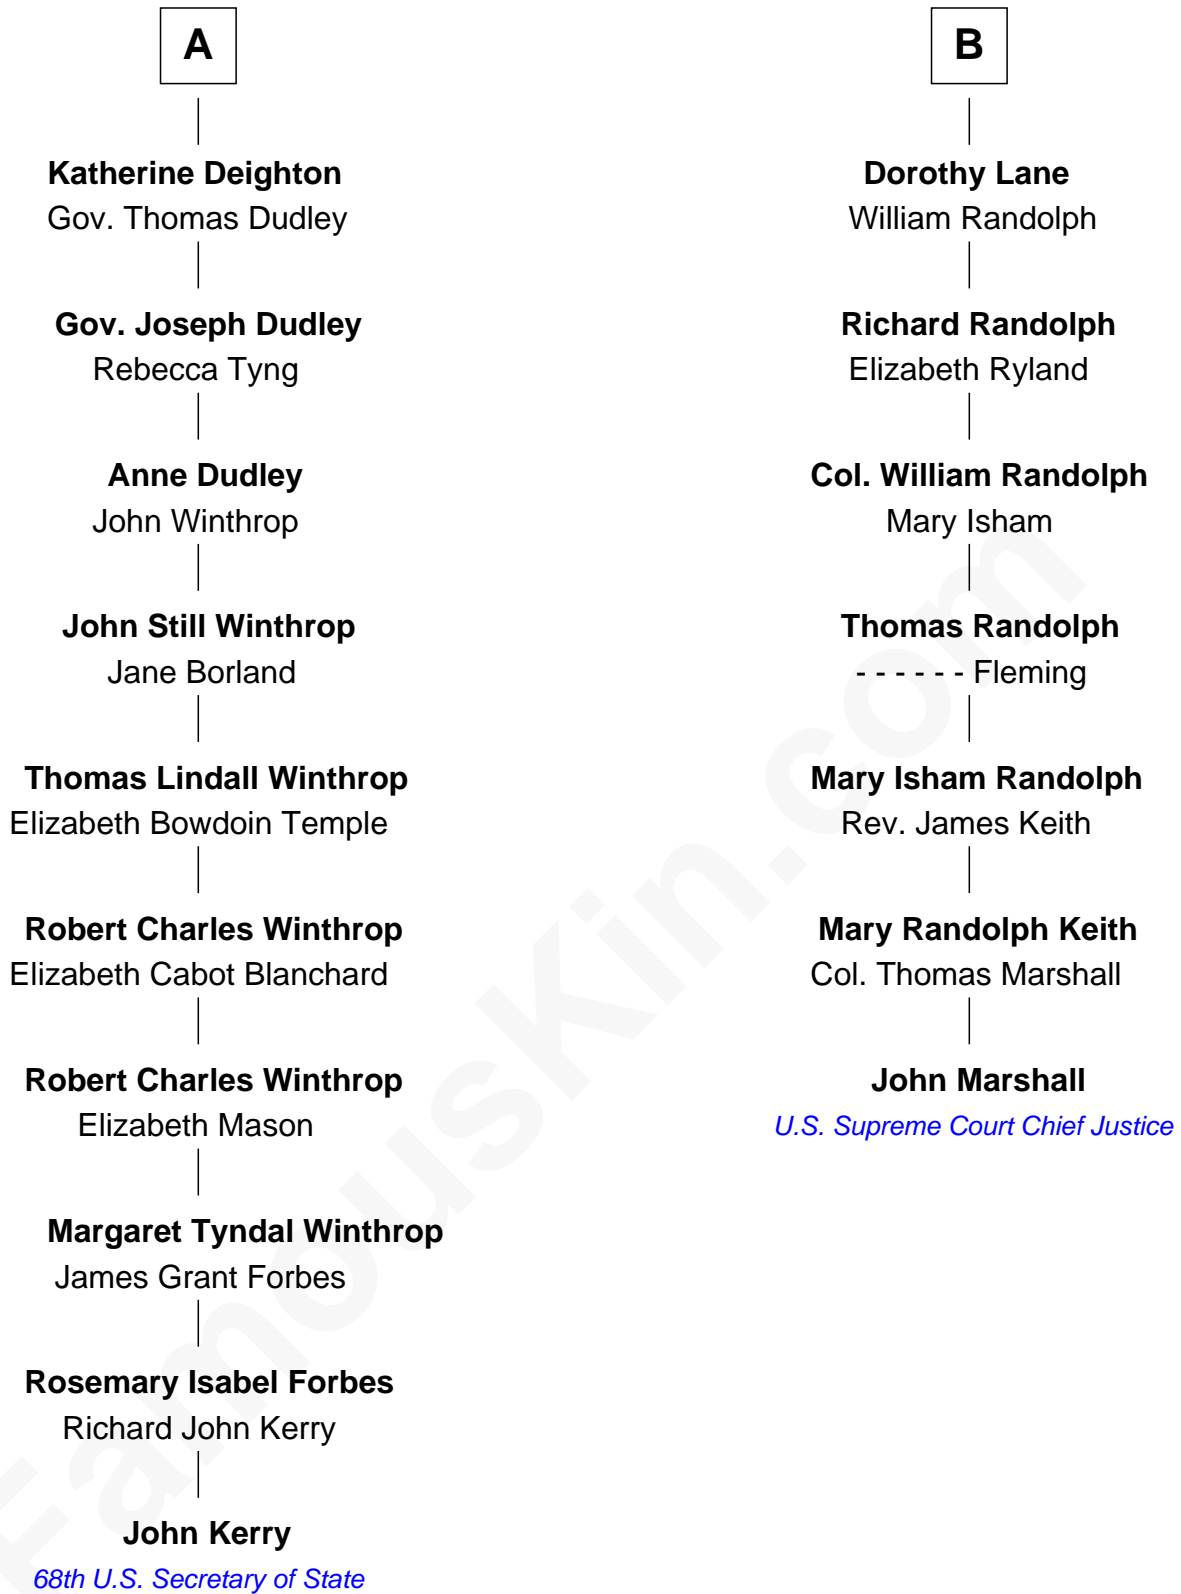 A
Katherine Deighton
Gov. Thomas Dudley
Gov. Joseph Dudley
Rebecca Tyng
Anne Dudley
John Winthrop
John Still Winthrop
Jane Borland
Thomas Lindall Winthrop
Elizabeth Bowdoin Temple
Robert Charles Winthrop
Elizabeth Cabot Blanchard
Robert Charles Winthrop
Elizabeth Mason
Margaret Tyndal Winthrop
James Grant Forbes
Rosemary Isabel Forbes
Richard John Kerry
John Kerry
68th U.S. Secretary of State
B
Dorothy Lane
William Randolph
Richard Randolph
Elizabeth Ryland
Col. William Randolph
Mary Isham
Thomas Randolph
- - - - - - Fleming
Mary Isham Randolph
Rev. James Keith
Mary Randolph Keith
Col. Thomas Marshall
John Marshall
U.S. Supreme Court Chief Justice
FamousKin.com